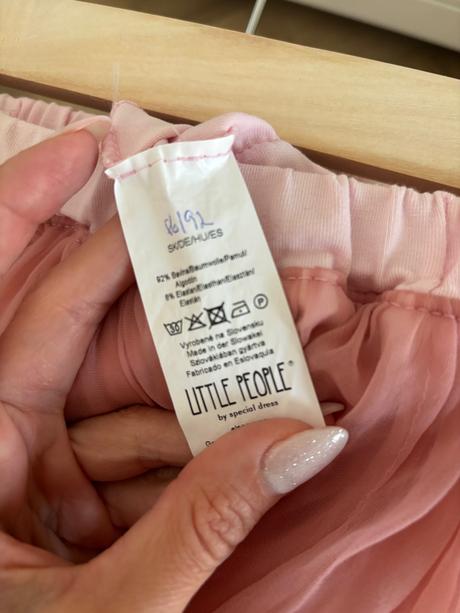 86/92
SK/DE/HU/ES
92% Bavlna/Baumwolle/Pamut/
Algotón
8% Elastan/Elasthan/Elasztán/
Elastán
Vyrobené na Slovensku
Made in der Slowakei
Szlovákiában gyártva
Fabricado en Eslovaquia
LITTLE PEOPLE®
by special dress